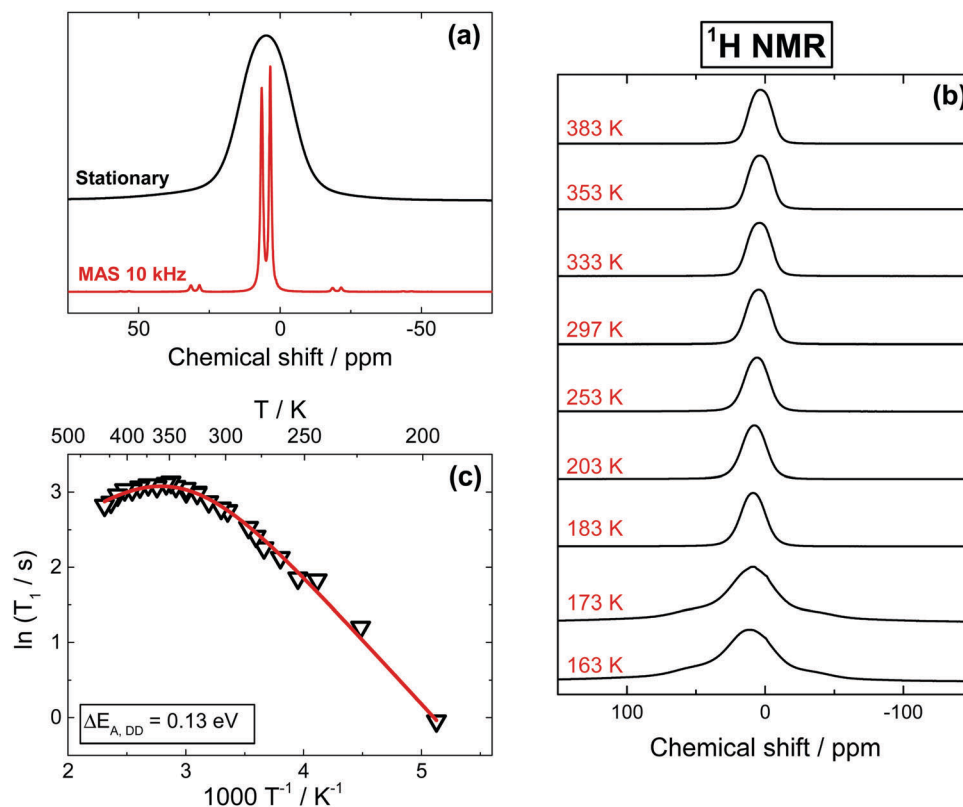 (a)
Stationary
MAS 10 kHz
50 0 -50
Chemical shift / ppm
T / K
500 400 350 300 250 200
(c)
3
2
1
0
ln (T₁ / s)
ΔE_A, DD = 0.13 eV
2 3 4 5
1000 T⁻¹ / K⁻¹
¹H NMR
(b)
383 K
353 K
333 K
297 K
253 K
203 K
183 K
173 K
163 K
100 0 -100
Chemical shift / ppm